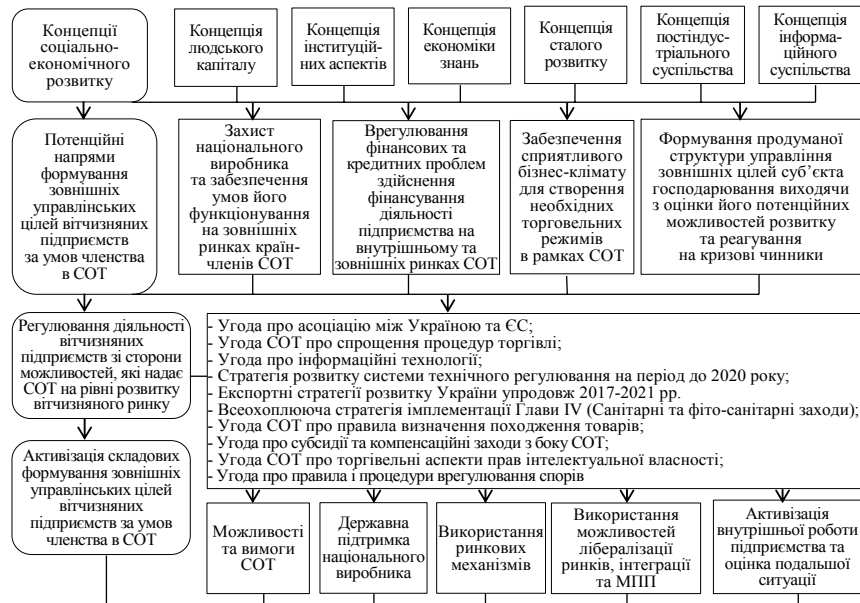 Концепції
соціально-
економічного
розвитку
Концепція
людського
капіталу
Концепція
інституцій-
них аспектів
Концепція
економіки
знань
Концепція
сталого
розвитку
Концепція
постіндус-
тріального
суспільства
Концепція
інформа-
ційного
суспільства
Потенційні
напрями
формування
зовнішніх
управлінських
цілей вітчизняних
підприємств
за умов членства
в СОТ
Захист
національного
виробника
та забезпечення
умов його
функціонування
на зовнішніх
ринках країн-
членів СОТ
Врегулювання
фінансових та
кредитних проблем
здійснення
фінансування
діяльності
підприємства на
внутрішньому та
зовнішніх ринках СОТ
Забезпечення
сприятливого
бізнес-клімату
для створення
необхідних
торговельних
режимів
в рамках СОТ
Формування продуманої
структури управління
зовнішніх цілей суб’єкта
господарювання виходячи
з оцінки його потенційних
можливостей розвитку
та реагування
на кризові чинники
Регулювання діяльності
вітчизняних
підприємств зі сторони
можливостей, які надає
СОТ на рівні розвитку
вітчизняного ринку
- Угода про асоціацію між Україною та ЄС;
- Угода СОТ про спрощення процедур торгівлі;
- Угода про інформаційні технології;
- Стратегія розвитку системи технічного регулювання на період до 2020 року;
- Експортні стратегії розвитку України упродовж 2017-2021 рр.
- Всеохоплююча стратегія імплементації Глави IV (Санітарні та фіто-санітарні заходи);
- Угода СОТ про правила визначення походження товарів;
- Угода про субсидії та компенсаційні заходи з боку СОТ;
- Угода СОТ про торгівельні аспекти прав інтелектуальної власності;
- Угода про правила і процедури врегулювання спорів
Активізація складових
формування зовнішніх
управлінських цілей
вітчизняних
підприємств за умов
членства в СОТ
Можливості
та вимоги
СОТ
Державна
підтримка
національного
виробника
Використання
ринкових
механізмів
Використання
можливостей
лібералізації
ринків, інтеграції
та МПП
Активізація
внутрішньої роботи
підприємства та
оцінка подальшої
ситуації